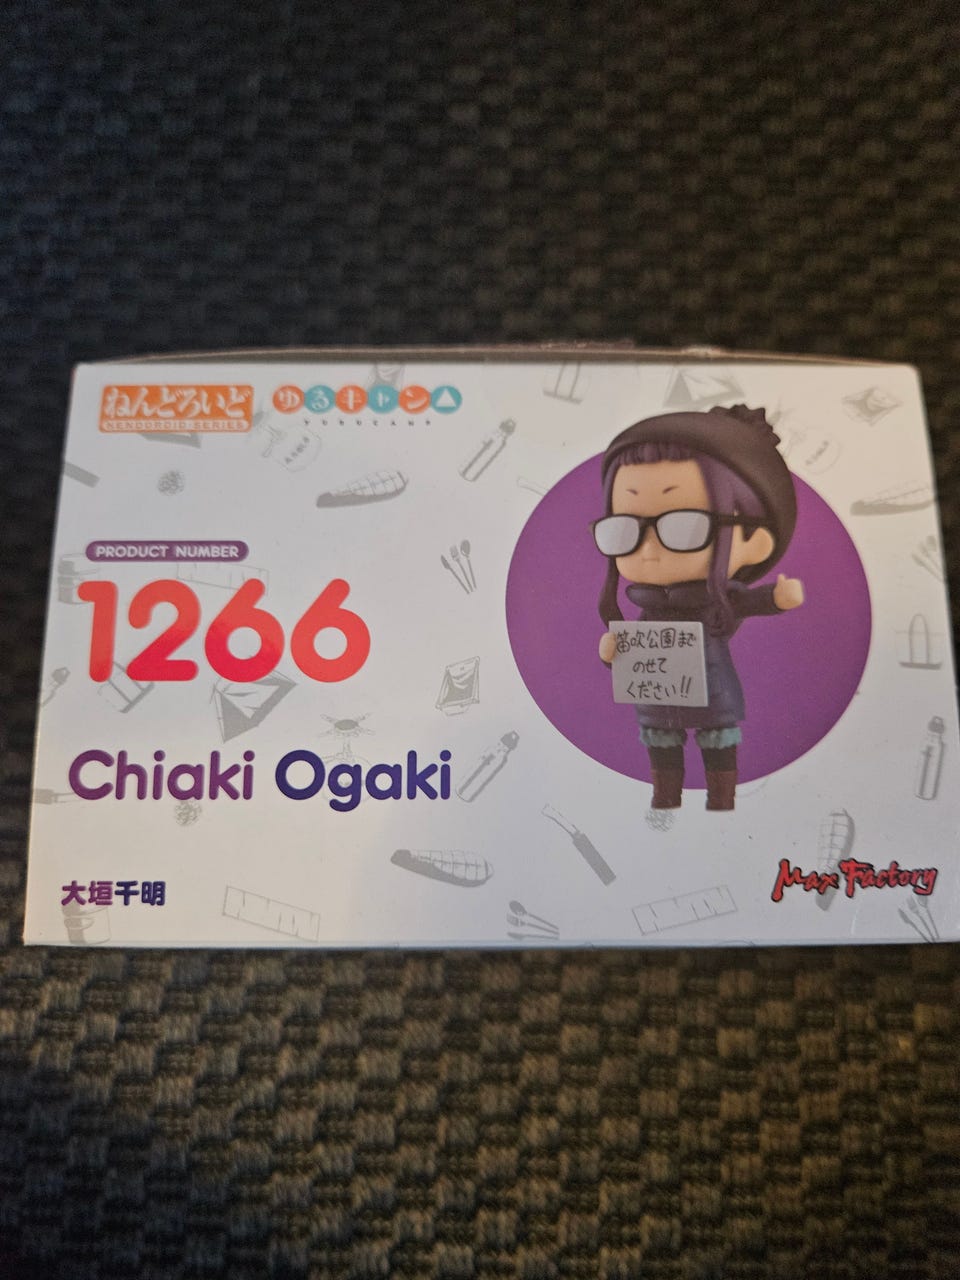 ねんどろいど
NENDOROID SERIES
ゆるキャン△
YURUCAMP
PRODUCT NUMBER
1266
Chiaki Ogaki
大垣千明
笛吹公園まで
のせて
ください!!
Max Factory